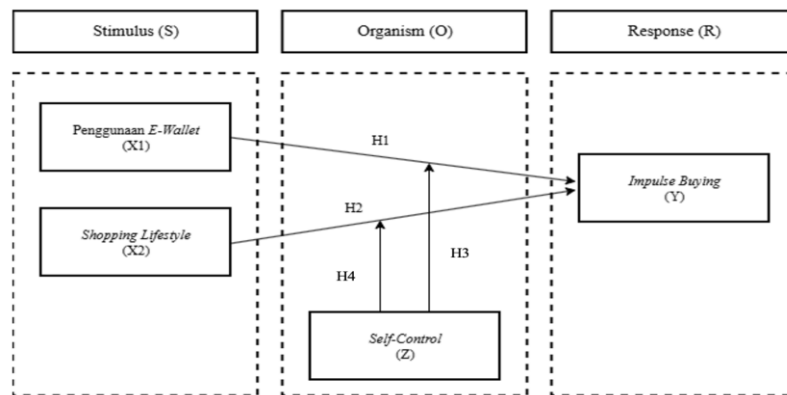 Stimulus (S)
Organism (O)
Response (R)
Penggunaan E-Wallet
(X1)
H1
Impulse Buying
(Y)
Shopping Lifestyle
(X2)
H2
H3
H4
Self-Control
(Z)